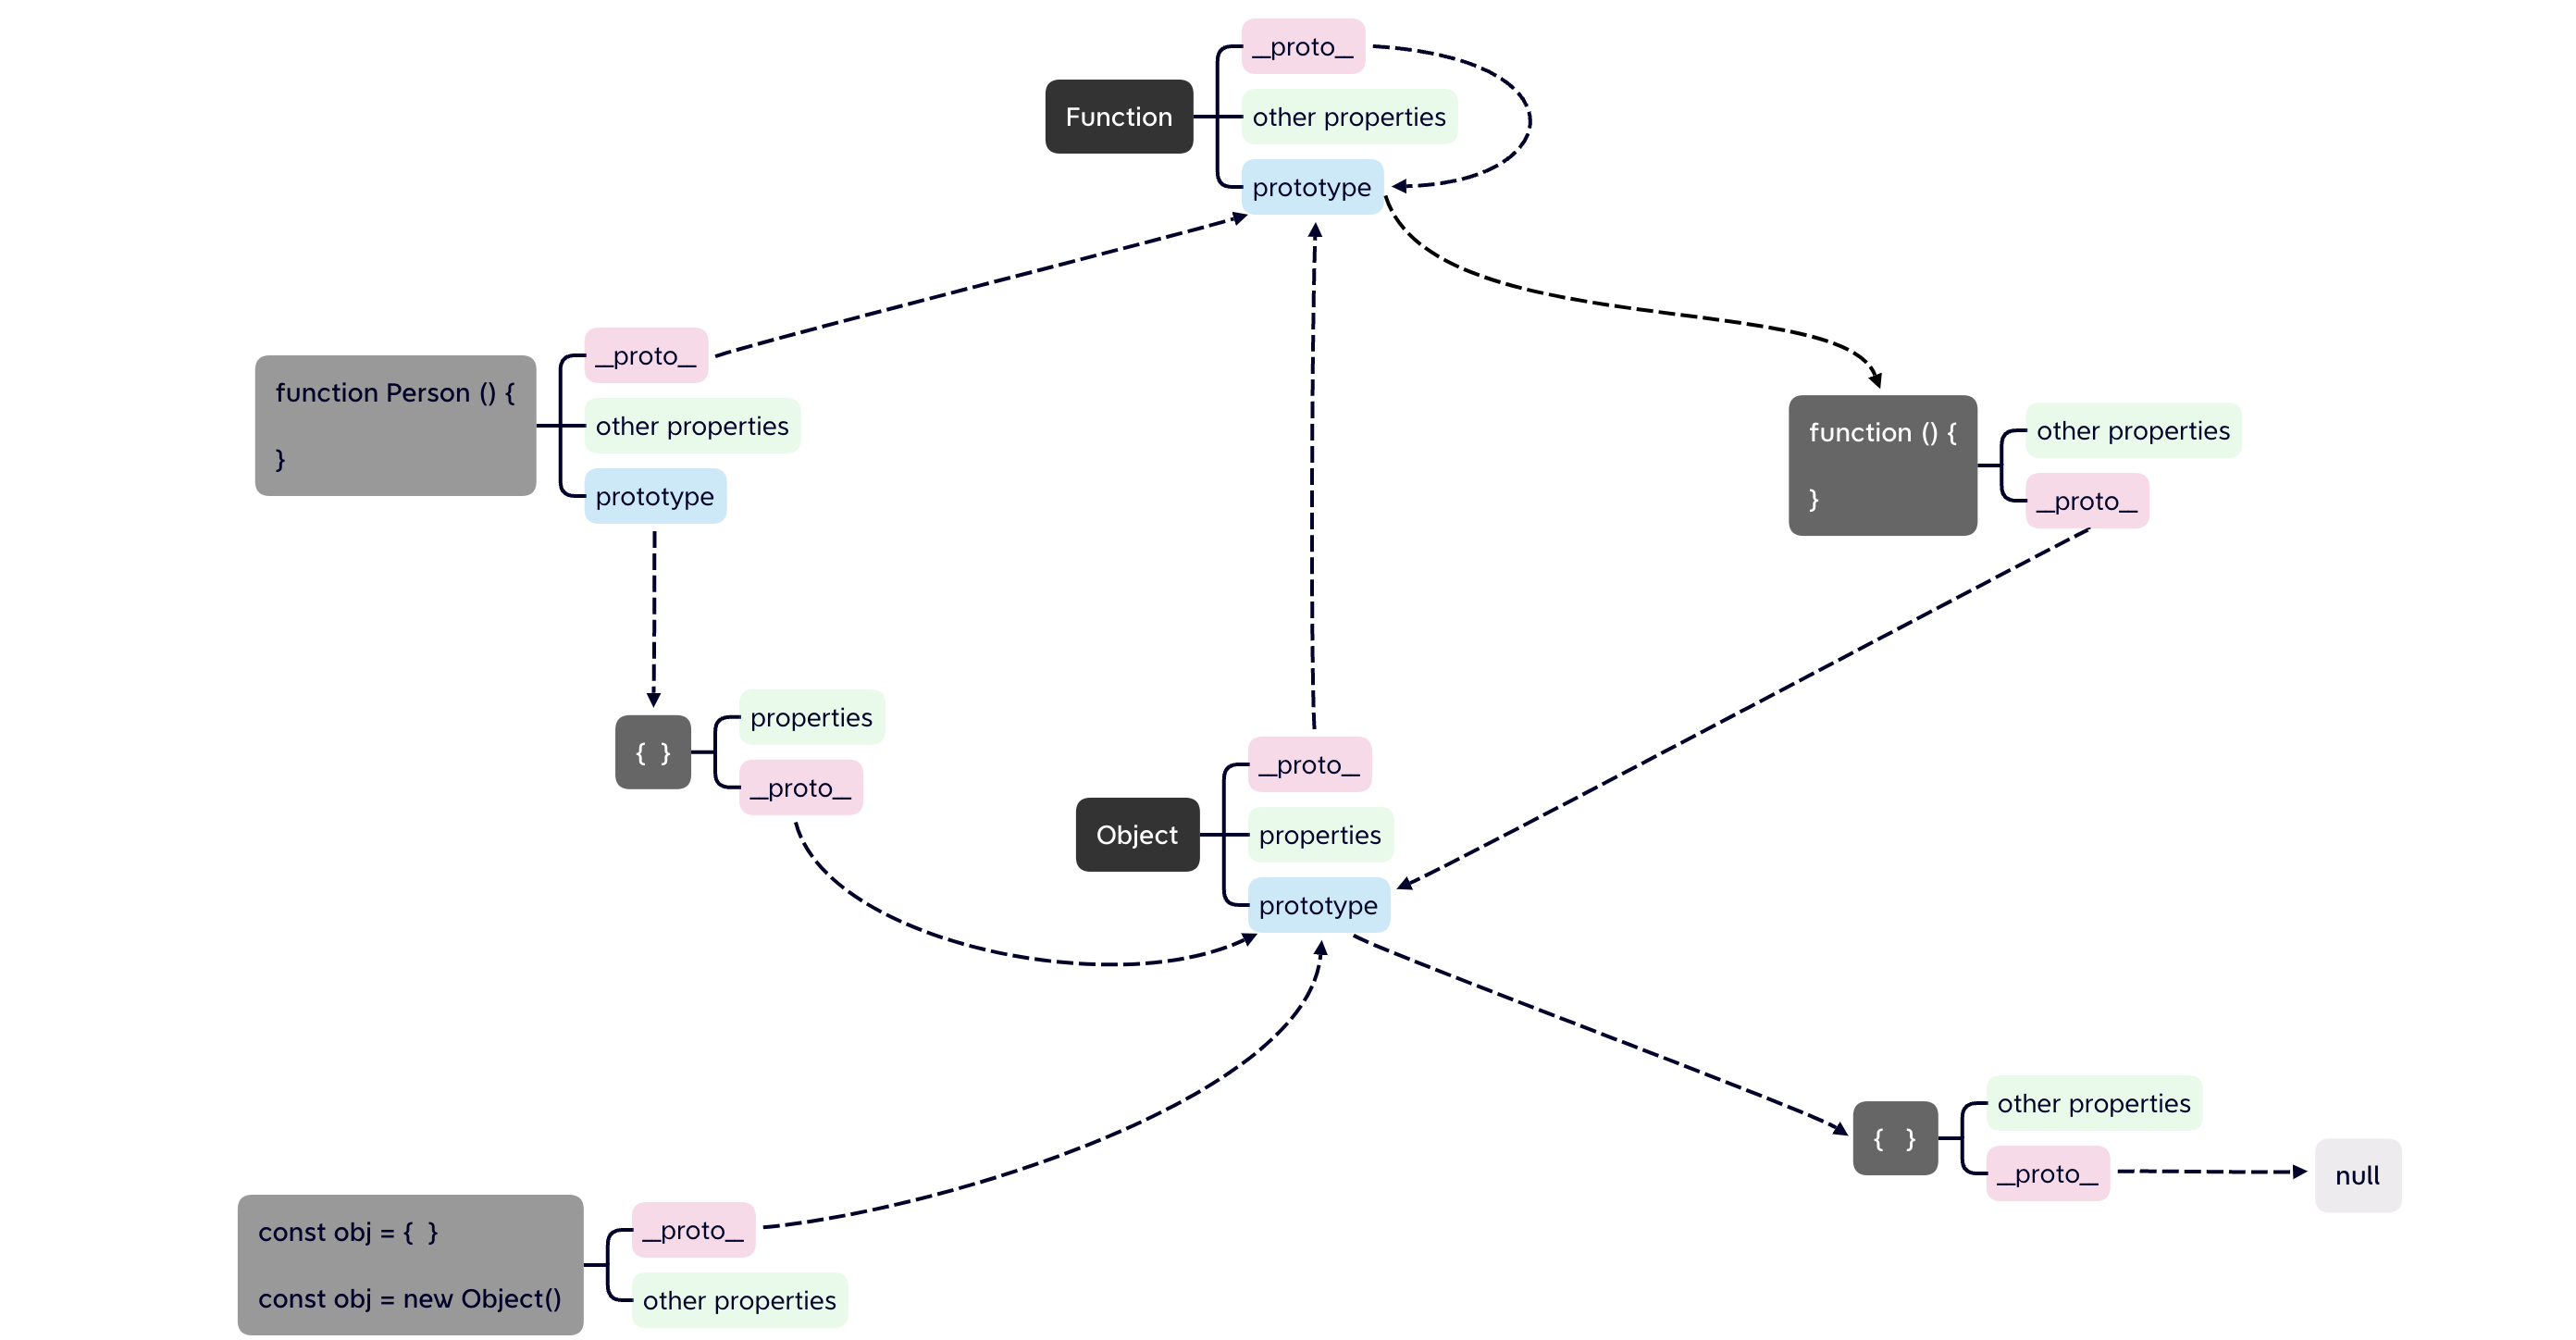 __proto__
Function
other properties
prototype
function Person () {
}
__proto__
other properties
prototype
function () {
}
other properties
__proto__
{ }
properties
__proto__
Object
__proto__
properties
prototype
{ }
other properties
__proto__
null
const obj = { }
const obj = new Object()
__proto__
other properties